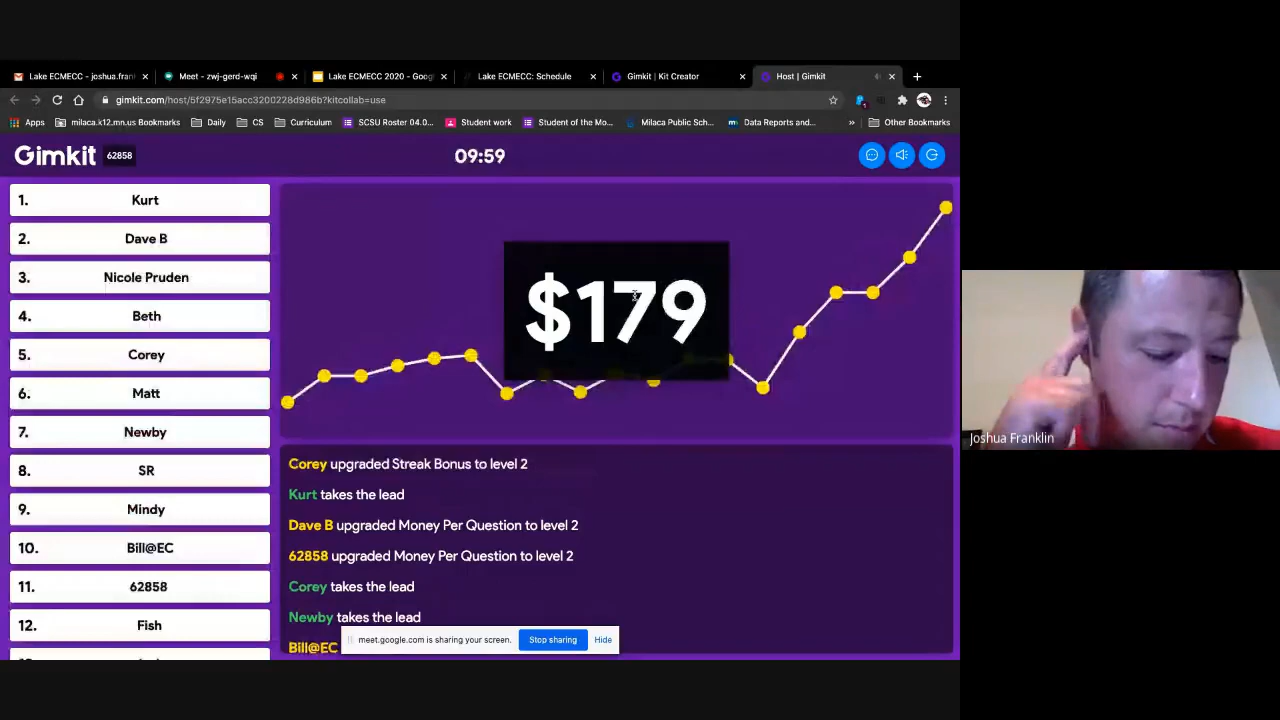 Lake ECMECC - joshua.fran
Meet - zwj-gerd-wqi
Lake ECMECC 2020 - Goog
Lake ECMECC: Schedule
Gimkit | Kit Creator
Host | Gimkit
gimkit.com/host/5f2975e15acc3200228d986b?kitcollab=use
Apps
milaca.k12.mn.us Bookmarks
Daily
CS
Curriculum
SCSU Roster 04.0...
Student work
Student of the Mo...
Milaca Public Sch...
Data Reports and...
»
Other Bookmarks
Gimkit 62858
09:59
1. Kurt
2. Dave B
3. Nicole Pruden
4. Beth
5. Corey
6. Matt
7. Newby
8. SR
9. Mindy
10. Bill@EC
11. 62858
12. Fish
$179
Corey upgraded Streak Bonus to level 2
Kurt takes the lead
Dave B upgraded Money Per Question to level 2
62858 upgraded Money Per Question to level 2
Corey takes the lead
Newby takes the lead
Bill@EC
meet.google.com is sharing your screen. Stop sharing Hide
Joshua Franklin